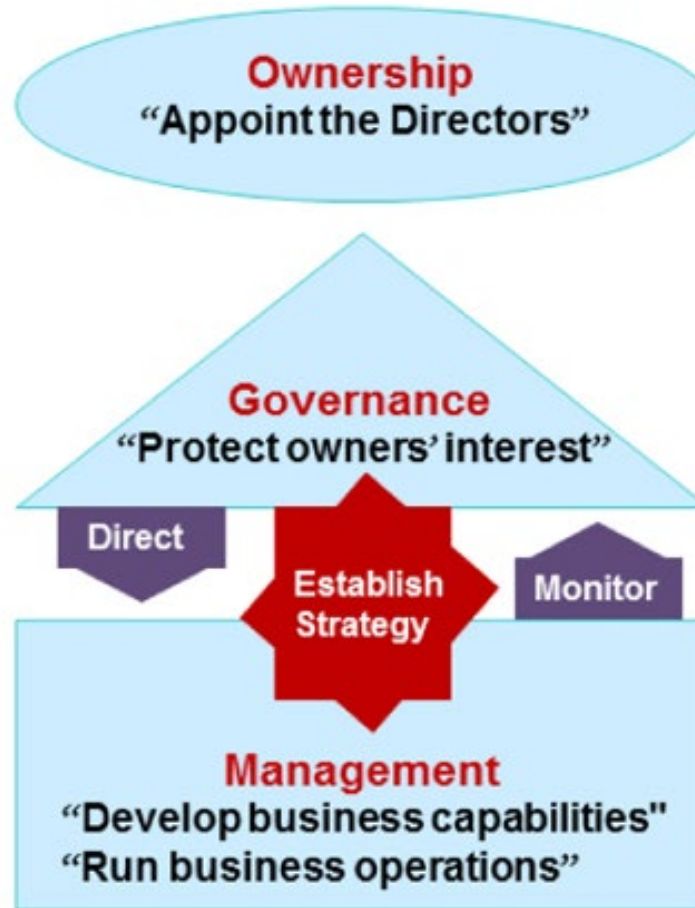 Ownership
“Appoint the Directors”
Governance
“Protect owners’ interest”
Direct
Establish
Strategy
Monitor
Management
“Develop business capabilities"
“Run business operations”